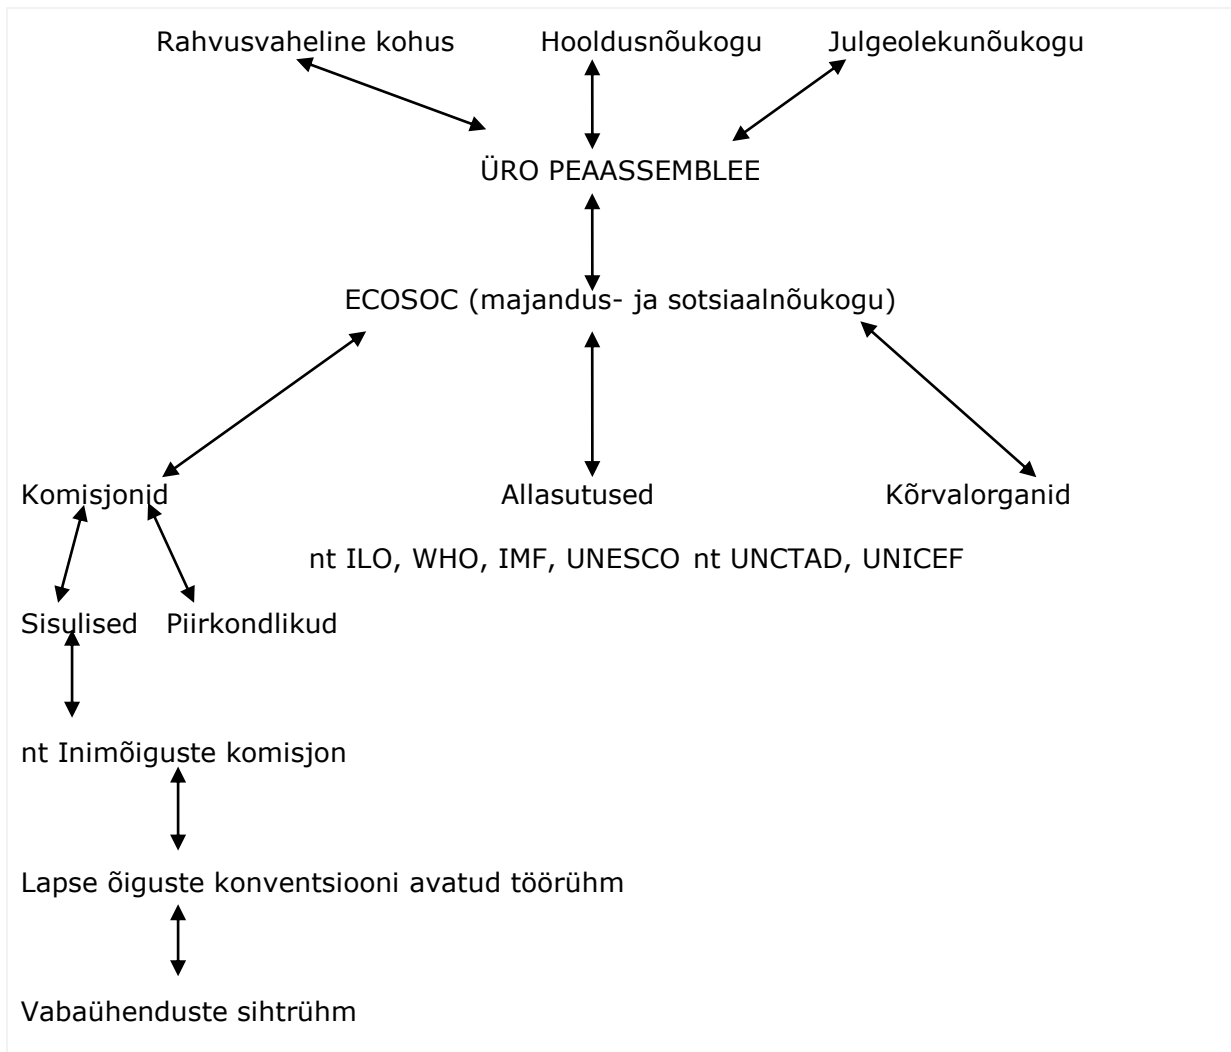 Rahvusvaheline kohus Hooldusnõukogu Julgeolekunõukogu
ÜRO PEAASSEMBLEE
ECOSOC (majandus- ja sotsiaalnõukogu)
Komisjonid Allasutused Kõrvalorganid
nt ILO, WHO, IMF, UNESCO nt UNCTAD, UNICEF
Sisulised Piirkondlikud
nt Inimõiguste komisjon
Lapse õiguste konventsiooni avatud töörühm
Vabaühenduste sihtrühm